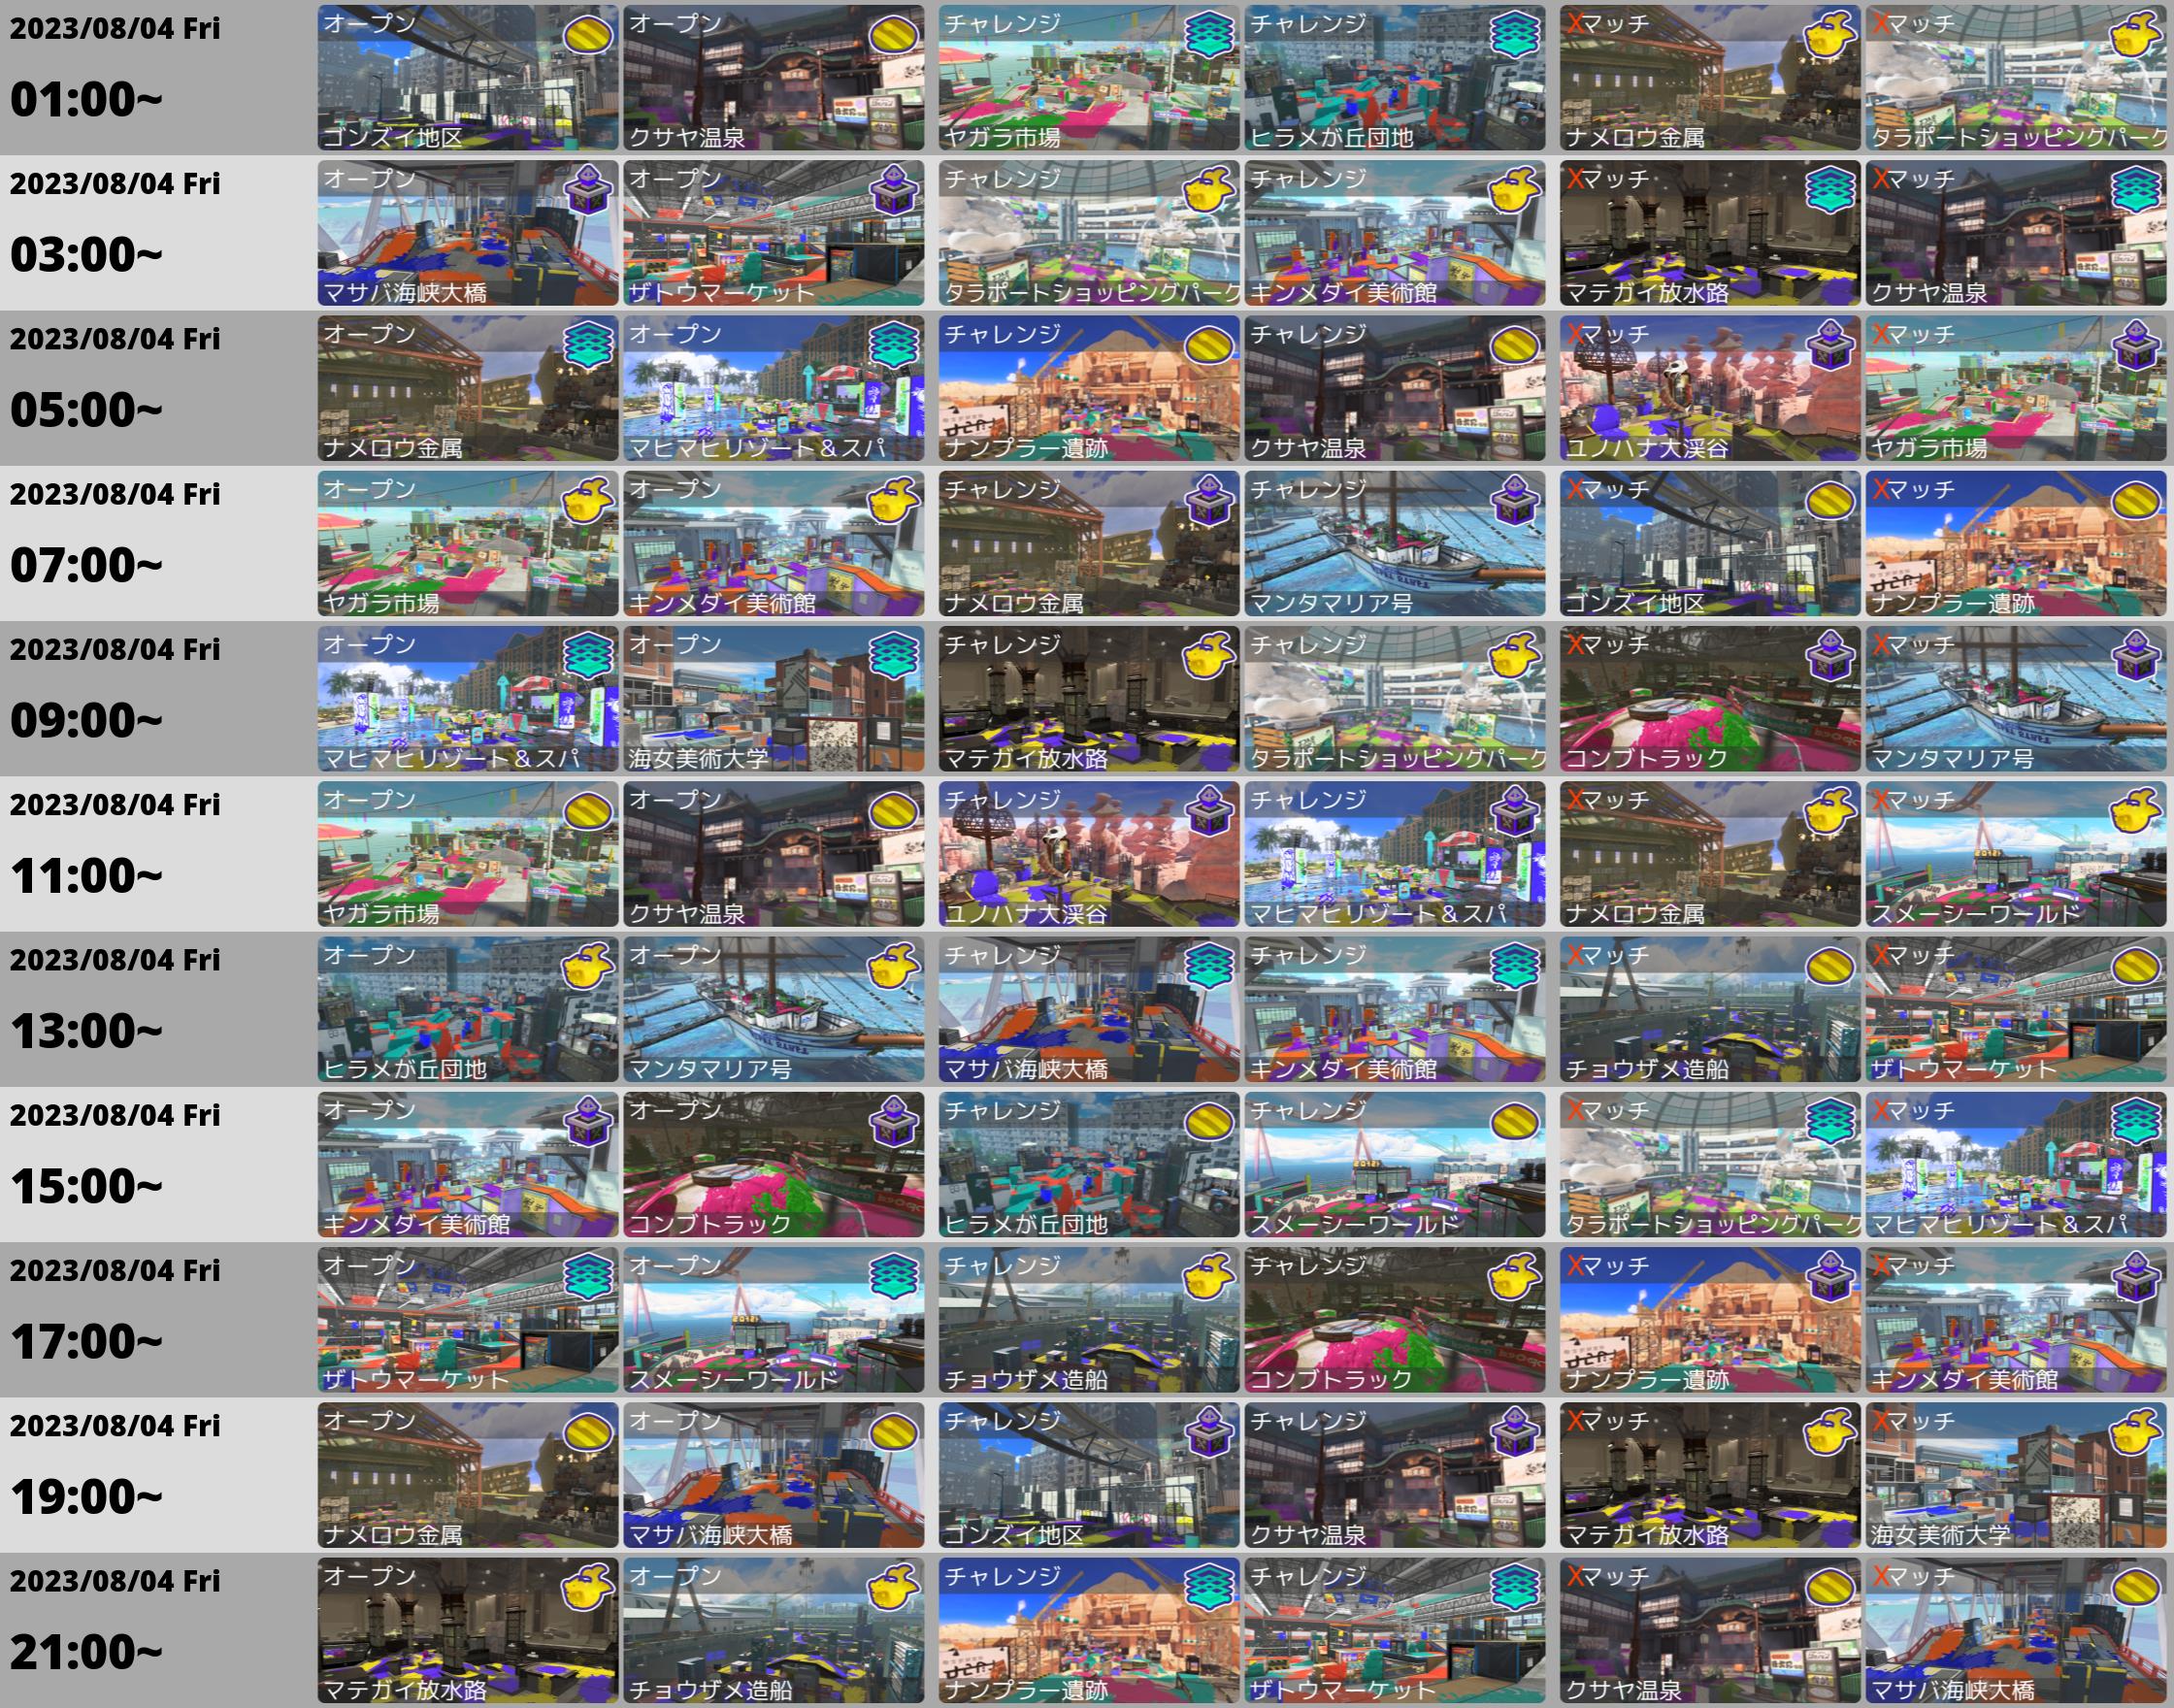 2023/08/04 Fri
01:00~
オープン
ゴンズイ地区
オープン
クサヤ温泉
チャレンジ
ヤガラ市場
チャレンジ
ヒラメが丘団地
Xマッチ
ナメロウ金属
Xマッチ
タラポートショッピングパーク
2023/08/04 Fri
03:00~
オープン
マサバ海峡大橋
オープン
ザトウマーケット
チャレンジ
タラポートショッピングパーク
チャレンジ
キンメダイ美術館
Xマッチ
マテガイ放水路
Xマッチ
クサヤ温泉
2023/08/04 Fri
05:00~
オープン
ナメロウ金属
オープン
マヒマヒリゾート＆スパ
チャレンジ
ナンプラー遺跡
チャレンジ
クサヤ温泉
Xマッチ
ユノハナ大渓谷
Xマッチ
ヤガラ市場
2023/08/04 Fri
07:00~
オープン
ヤガラ市場
オープン
キンメダイ美術館
チャレンジ
ナメロウ金属
チャレンジ
マンタマリア号
Xマッチ
ゴンズイ地区
Xマッチ
ナンプラー遺跡
2023/08/04 Fri
09:00~
オープン
マヒマヒリゾート＆スパ
オープン
海女美術大学
チャレンジ
マテガイ放水路
チャレンジ
タラポートショッピングパーク
Xマッチ
コンブトラック
Xマッチ
マンタマリア号
2023/08/04 Fri
11:00~
オープン
ヤガラ市場
オープン
クサヤ温泉
チャレンジ
ユノハナ大渓谷
チャレンジ
マヒマヒリゾート＆スパ
Xマッチ
ナメロウ金属
Xマッチ
スメーシーワールド
2023/08/04 Fri
13:00~
オープン
ヒラメが丘団地
オープン
マンタマリア号
チャレンジ
マサバ海峡大橋
チャレンジ
キンメダイ美術館
Xマッチ
チョウザメ造船
Xマッチ
ザトウマーケット
2023/08/04 Fri
15:00~
オープン
キンメダイ美術館
オープン
コンブトラック
チャレンジ
ヒラメが丘団地
チャレンジ
スメーシーワールド
Xマッチ
タラポートショッピングパーク
Xマッチ
マヒマヒリゾート＆スパ
2023/08/04 Fri
17:00~
オープン
ザトウマーケット
オープン
スメーシーワールド
チャレンジ
チョウザメ造船
チャレンジ
コンブトラック
Xマッチ
ナンプラー遺跡
Xマッチ
キンメダイ美術館
2023/08/04 Fri
19:00~
オープン
ナメロウ金属
オープン
マサバ海峡大橋
チャレンジ
ゴンズイ地区
チャレンジ
クサヤ温泉
Xマッチ
マテガイ放水路
Xマッチ
海女美術大学
2023/08/04 Fri
21:00~
オープン
マテガイ放水路
オープン
チョウザメ造船
チャレンジ
ナンプラー遺跡
チャレンジ
ザトウマーケット
Xマッチ
クサヤ温泉
Xマッチ
マサバ海峡大橋